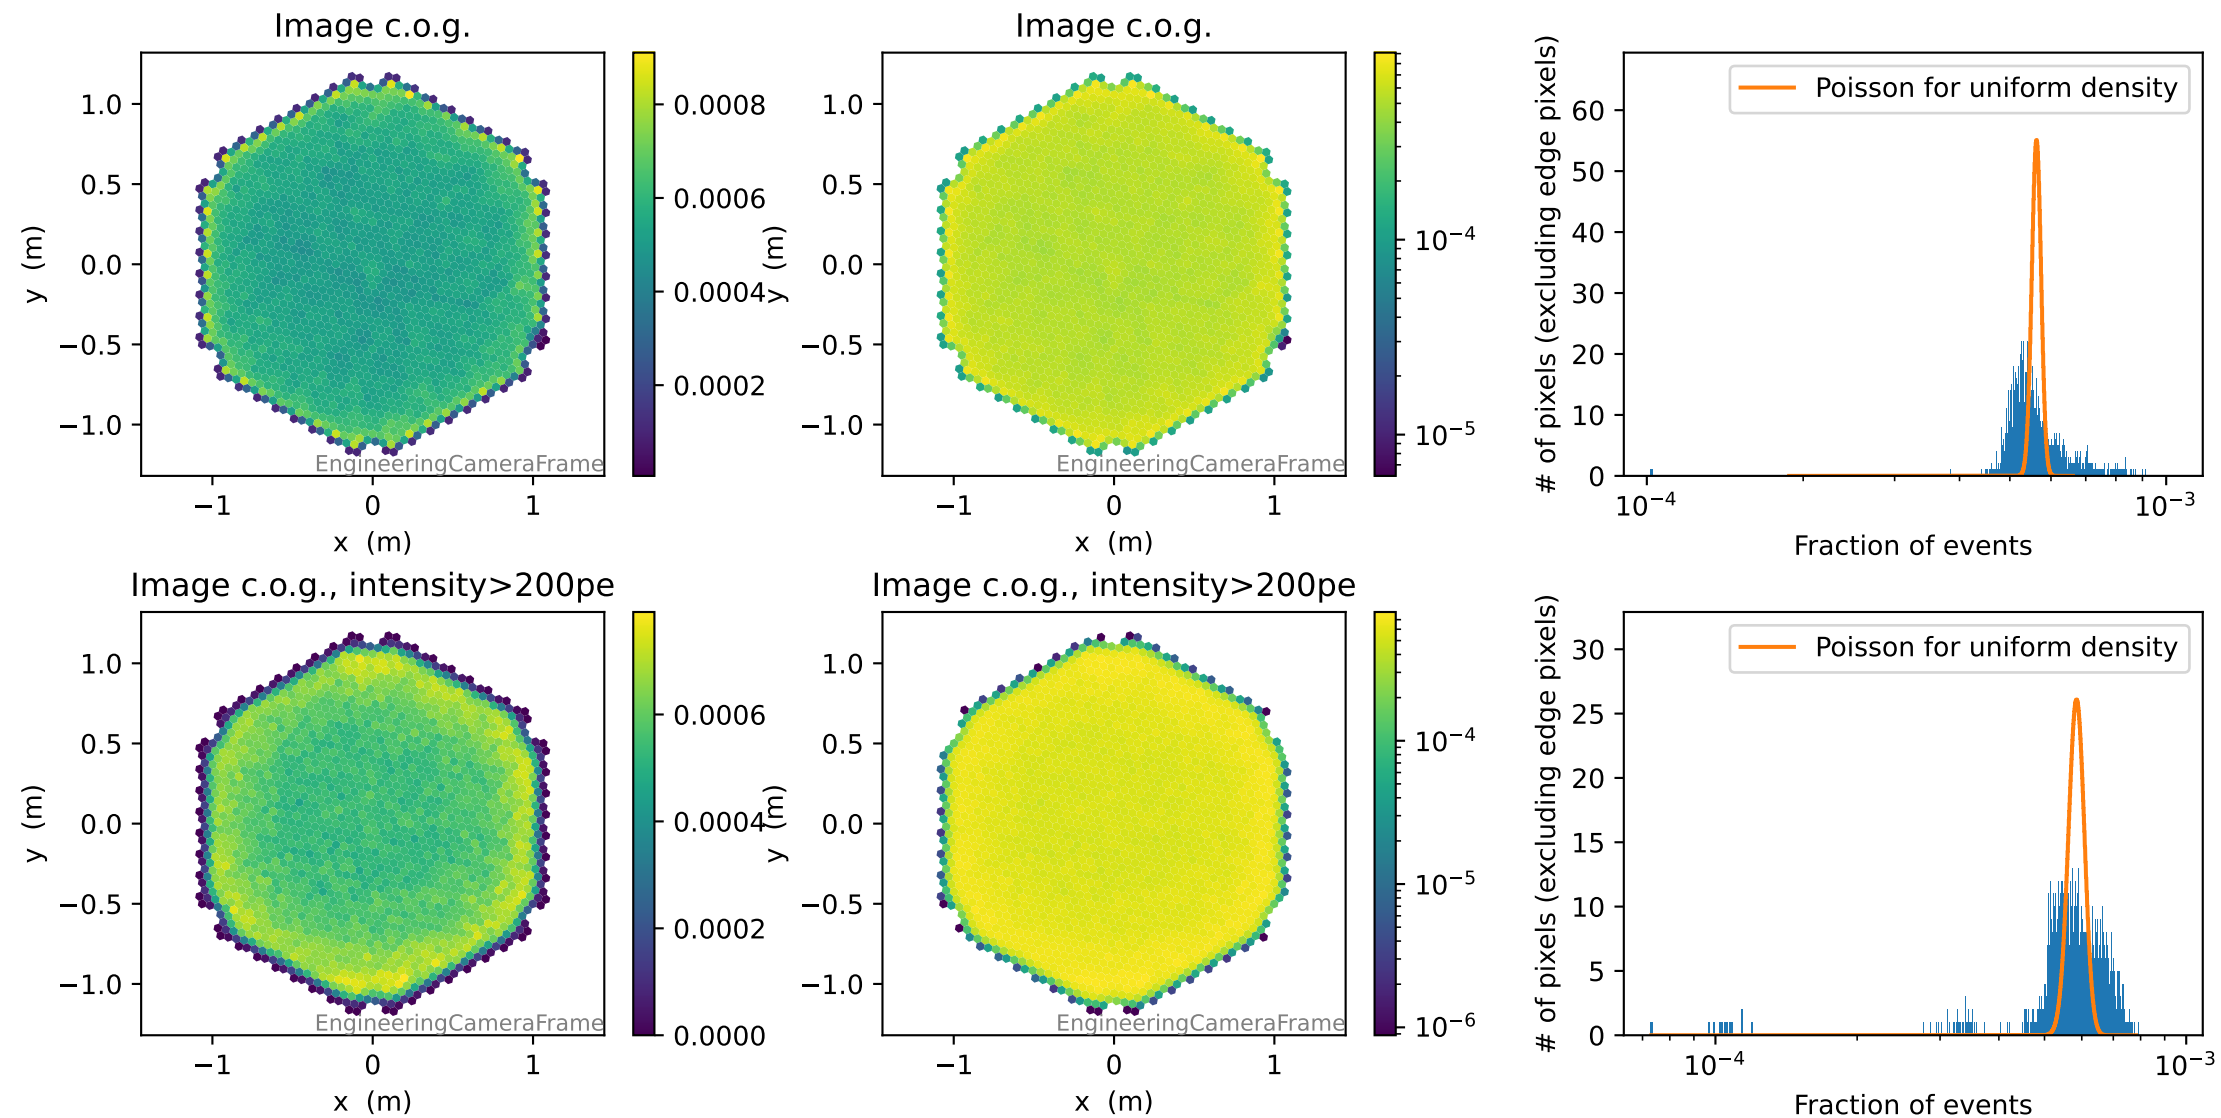 Image c.o.g.
1.0
0.5
0.0
−0.5
−1.0
y (m)
−1
0
1
x (m)
EngineeringCameraFrame
0.0008
0.0006
0.0004
0.0002
Image c.o.g.
1.0
0.5
0.0
−0.5
−1.0
y (m)
−1
0
1
x (m)
EngineeringCameraFrame
10⁻⁴
10⁻⁵
# of pixels (excluding edge pixels)
60
50
40
30
20
10
0
Poisson for uniform density
10⁻⁴
10⁻³
Fraction of events
Image c.o.g., intensity>200pe
1.0
0.5
0.0
−0.5
−1.0
y (m)
−1
0
1
x (m)
EngineeringCameraFrame
0.0006
0.0004
0.0002
0.0000
Image c.o.g., intensity>200pe
1.0
0.5
0.0
−0.5
−1.0
y (m)
−1
0
1
x (m)
EngineeringCameraFrame
10⁻⁴
10⁻⁵
10⁻⁶
# of pixels (excluding edge pixels)
30
25
20
15
10
5
0
Poisson for uniform density
10⁻⁴
10⁻³
Fraction of events